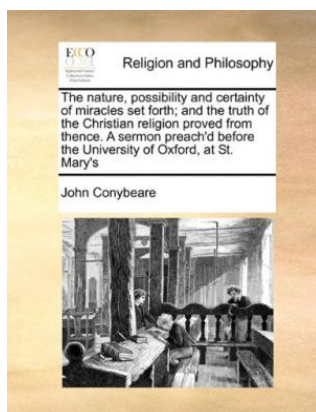 ECCO
Religion and Philosophy
The nature, possibility and certainty
of miracles set forth; and the truth of
the Christian religion proved from
thence. A sermon preach'd before
the University of Oxford, at St.
Mary's
John Conybeare